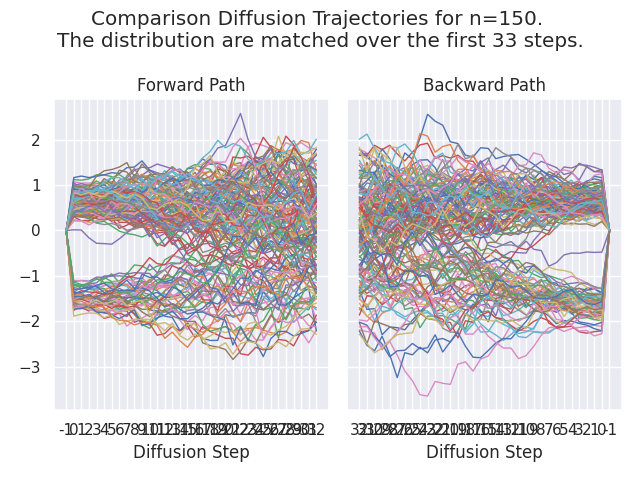 Comparison Diffusion Trajectories for n=150.
The distribution are matched over the first 33 steps.
Forward Path
Backward Path
2
1
0
−1
−2
−3
Diffusion Step
Diffusion Step